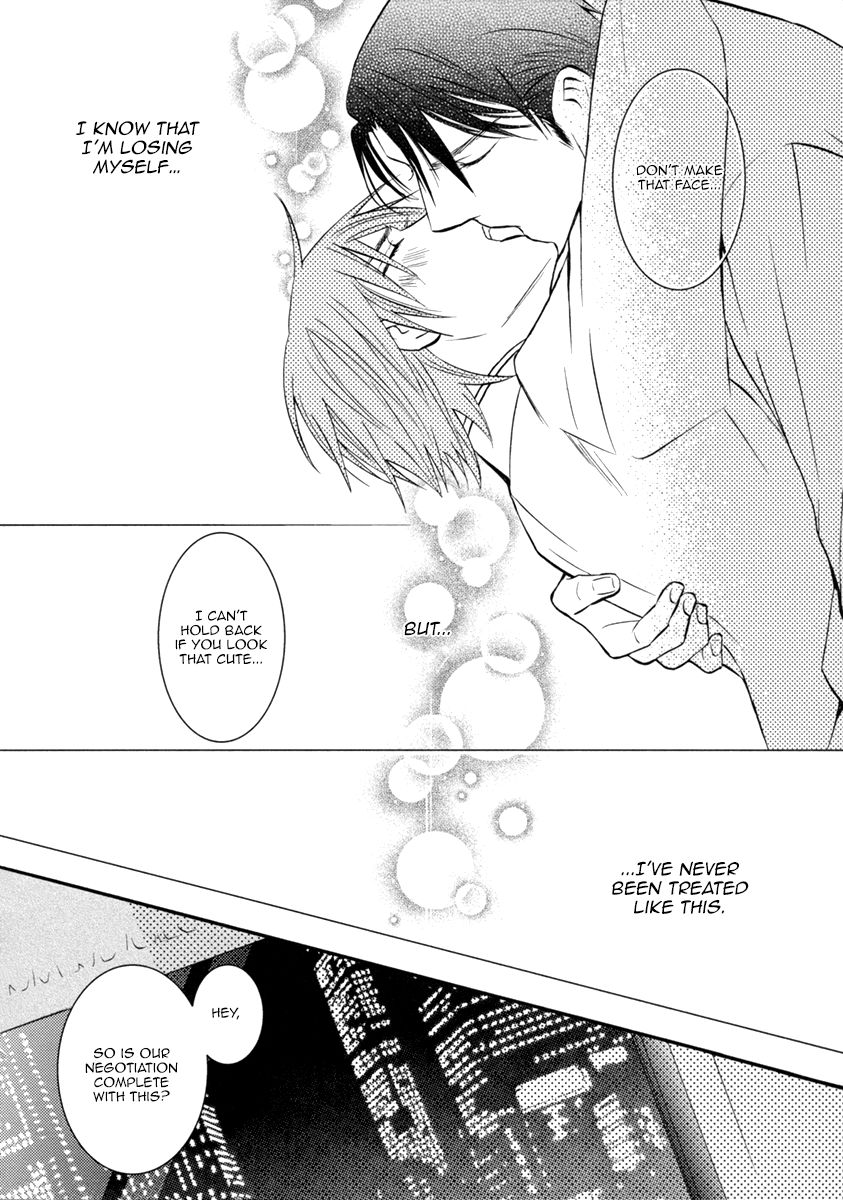 DON'T MAKE
THAT FACE...
I KNOW THAT
I'M LOSING
MYSELF...
BUT...
I CAN'T
HOLD BACK
IF YOU LOOK
THAT CUTE...
...I'VE NEVER
BEEN TREATED
LIKE THIS.
HEY,
SO IS OUR
NEGOTIATION
COMPLETE
WITH THIS?